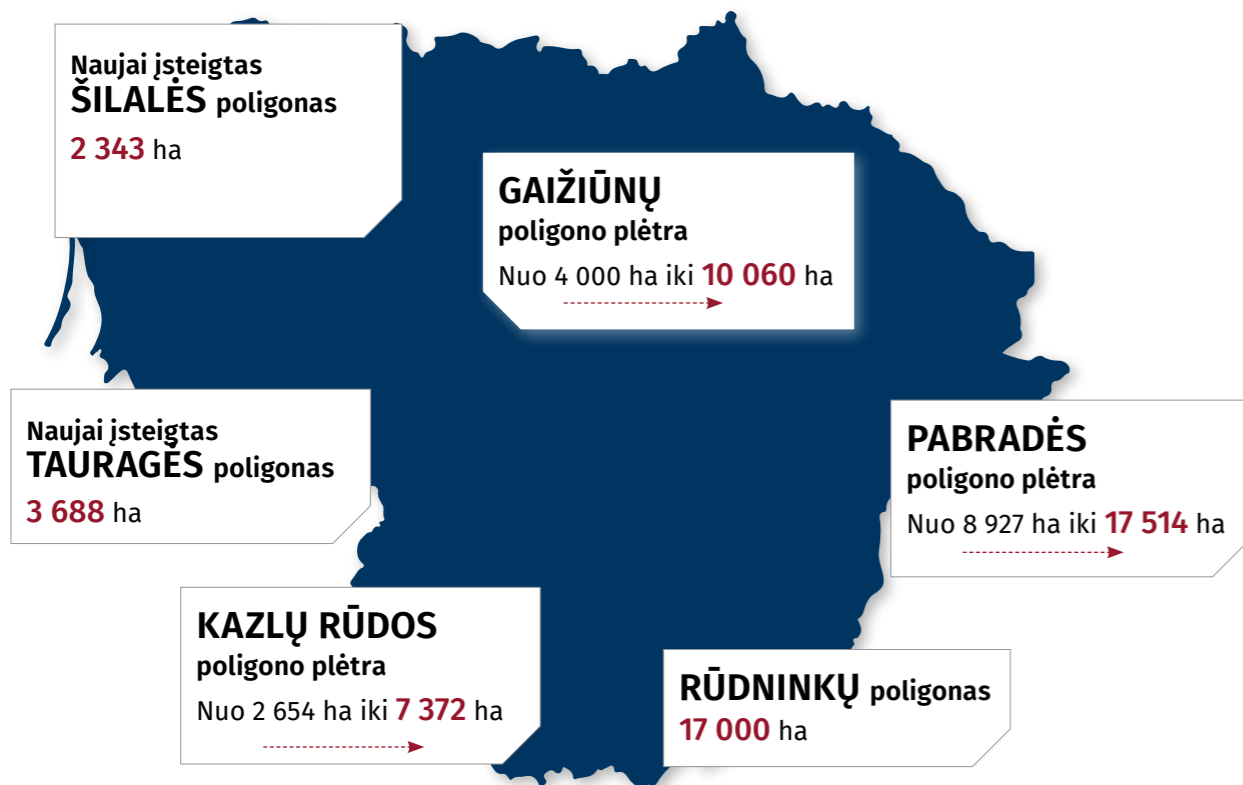 Naujai įsteigtas
ŠILALĖS poligonas
2 343 ha
GAIŽIŪNŲ
poligono plėtra
Nuo 4 000 ha iki 10 060 ha
Naujai įsteigtas
TAURAGĖS poligonas
3 688 ha
PABRADĖS
poligono plėtra
Nuo 8 927 ha iki 17 514 ha
KAZLŲ RŪDOS
poligono plėtra
Nuo 2 654 ha iki 7 372 ha
RŪDNINKŲ poligonas
17 000 ha